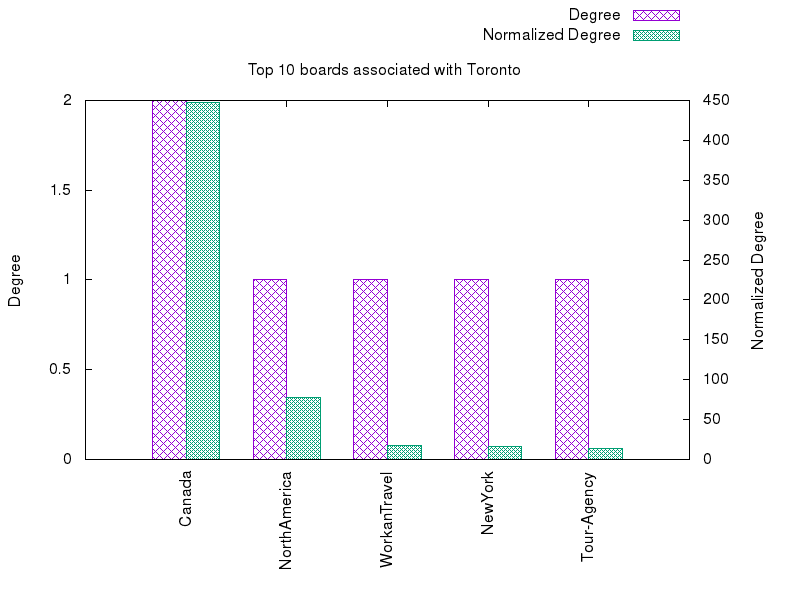 Degree
Normalized Degree
Top 10 boards associated with Toronto
2
1.5
1
0.5
0
450
400
350
300
250
200
150
100
50
0
Degree
Normalized Degree
Canada
NorthAmerica
WorkanTravel
NewYork
Tour-Agency